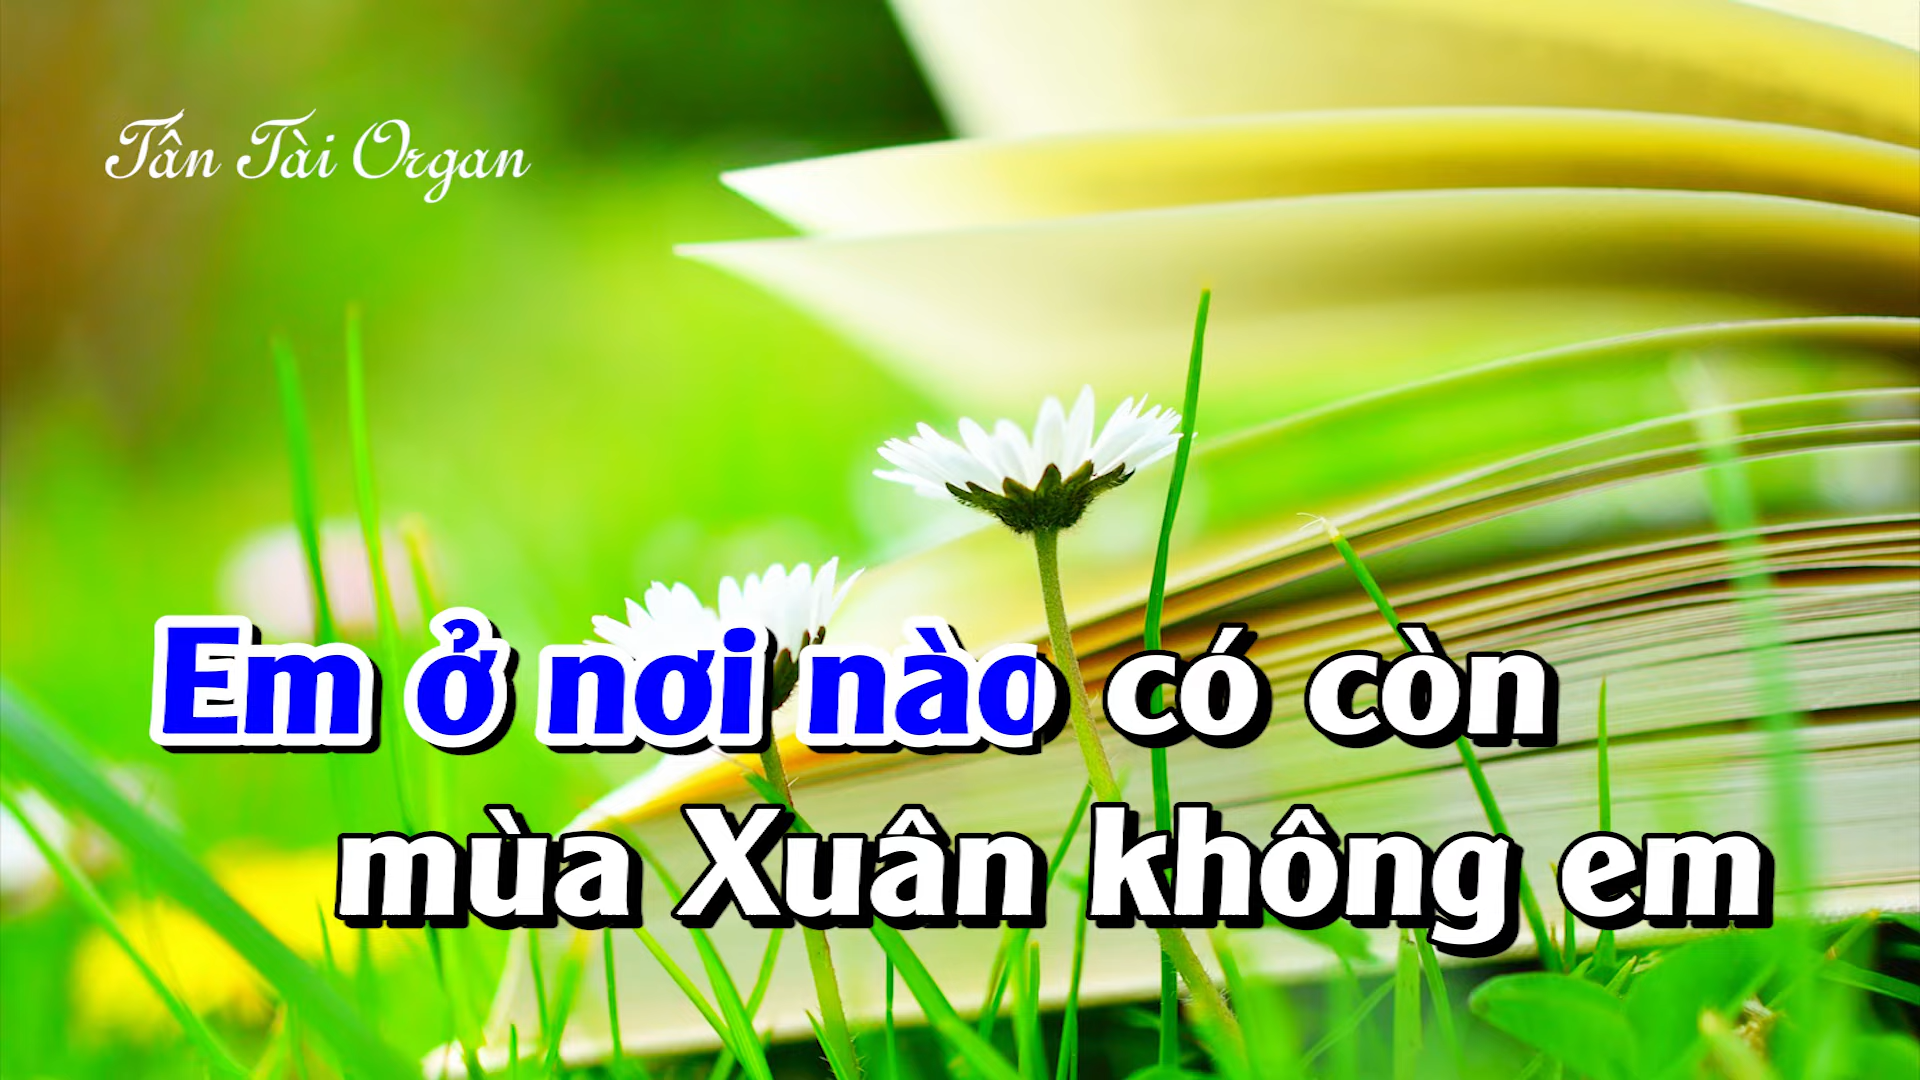 Tấn Tài Organ
Em ở nơi nào có còn
mùa Xuân không em